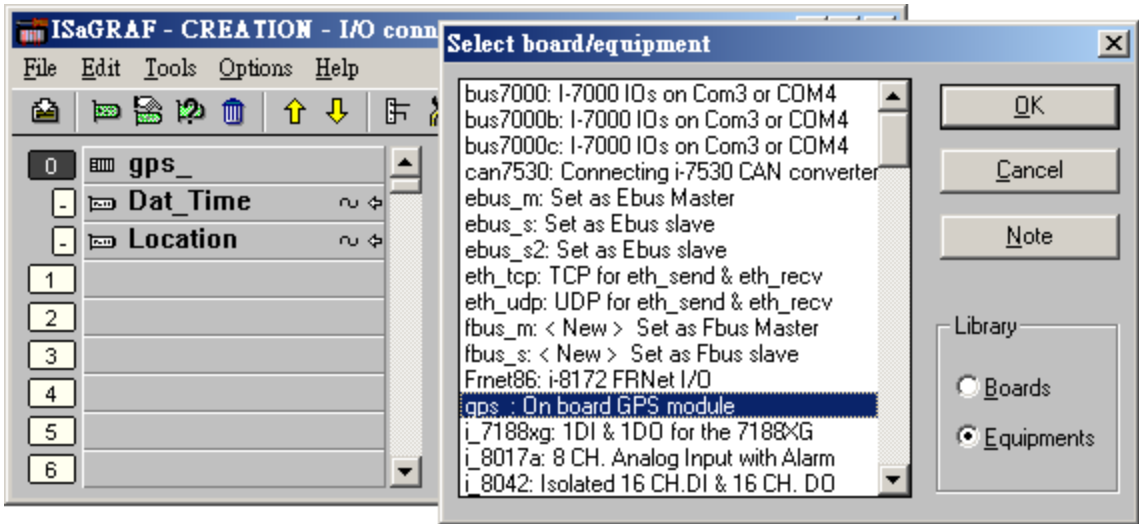 ISaGRAF - CREATION - I/O conn
File Edit Tools Options Help
0 gps_
- Dat_Time
- Location
1
2
3
4
5
6
Select board/equipment
bus7000: I-7000 IOs on Com3 or COM4
bus7000b: I-7000 IOs on Com3 or COM4
bus7000c: I-7000 IOs on Com3 or COM4
can7530: Connecting i-7530 CAN converter
ebus_m: Set as Ebus Master
ebus_s: Set as Ebus slave
ebus_s2: Set as Ebus slave
eth_tcp: TCP for eth_send & eth_recv
eth_udp: UDP for eth_send & eth_recv
fbus_m: < New > Set as Fbus Master
fbus_s: < New > Set as Fbus slave
Frnet86: i-8172 FRNet I/O
gps_: On board GPS module
i_7188xg: 1DI & 1DO for the 7188XG
i_8017a: 8 CH. Analog Input with Alarm
i_8042: Isolated 16 CH.DI & 16 CH. DO
OK
Cancel
Note
Library
Boards
Equipments